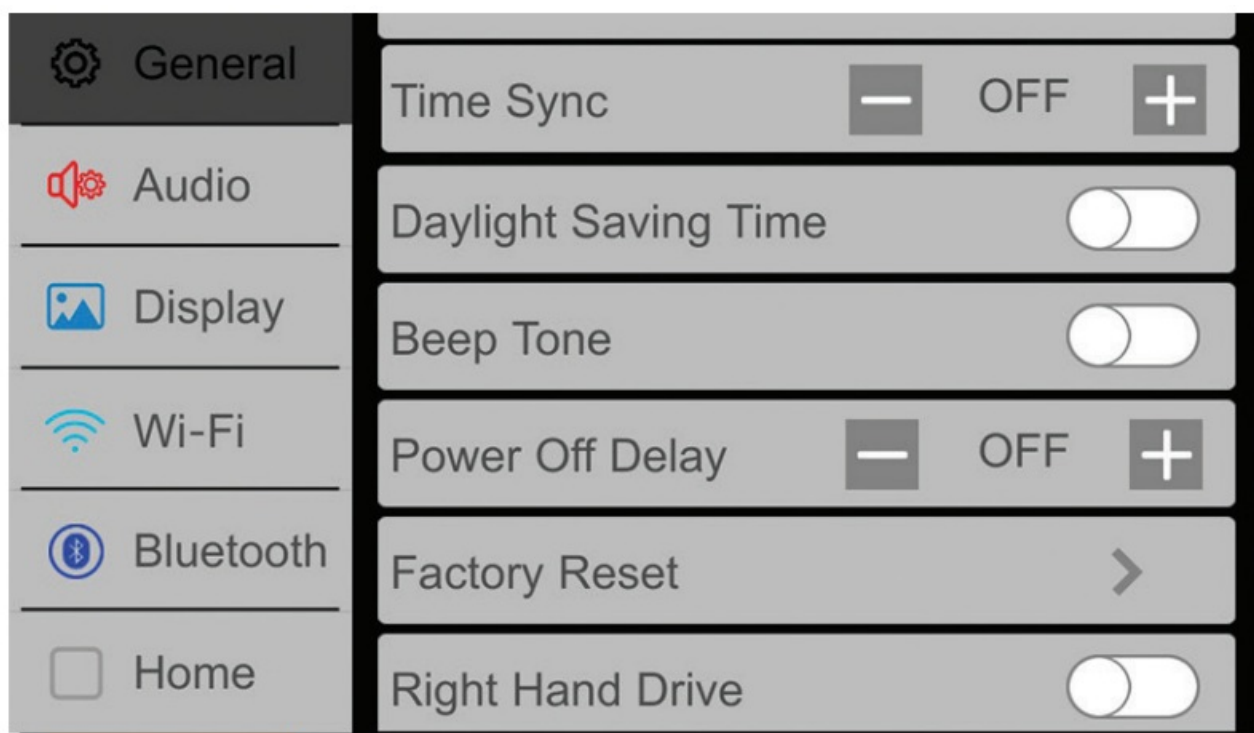 General
Audio
Display
Wi-Fi
Bluetooth
Home
Time Sync OFF
Daylight Saving Time
Beep Tone
Power Off Delay OFF
Factory Reset
Right Hand Drive